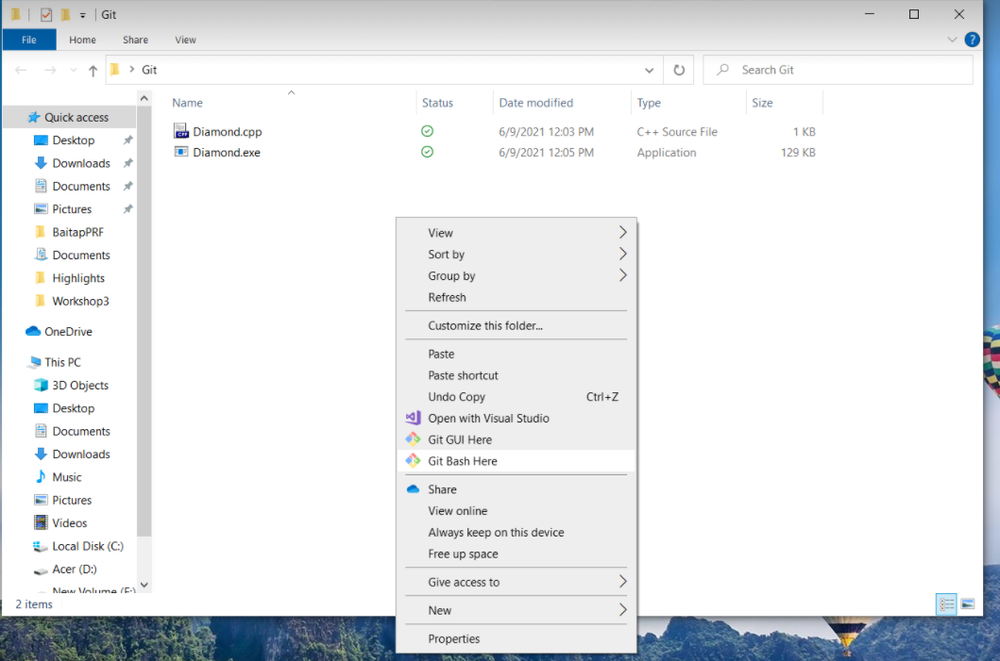 Git
File Home Share View
Git
Search Git
Name Status Date modified Type Size
Diamond.cpp 6/9/2021 12:03 PM C++ Source File 1 KB
Diamond.exe 6/9/2021 12:05 PM Application 129 KB
Quick access
Desktop
Downloads
Documents
Pictures
BaitapPRF
Documents
Highlights
Workshop3
OneDrive
This PC
3D Objects
Desktop
Documents
Downloads
Music
Pictures
Videos
Local Disk (C:)
Acer (D:)
New Volume (E:)
2 items
View
Sort by
Group by
Refresh
Customize this folder...
Paste
Paste shortcut
Undo Copy Ctrl+Z
Open with Visual Studio
Git GUI Here
Git Bash Here
Share
View online
Always keep on this device
Free up space
Give access to
New
Properties